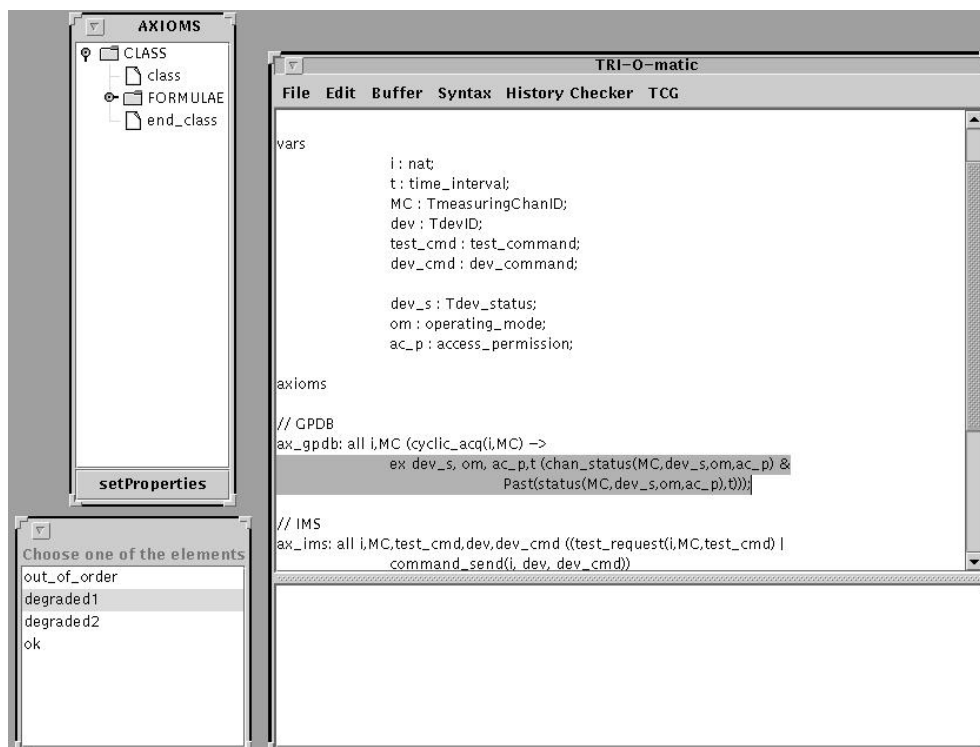 AXIOMS
CLASS
class
FORMULAE
end_class
setProperties
Choose one of the elements
out_of_order
degraded1
degraded2
ok
TRI-O-matic
File Edit Buffer Syntax History Checker TCG
vars
i : nat;
t : time_interval;
MC : TmeasuringChanID;
dev : TdevID;
test_cmd : test_command;
dev_cmd : dev_command;
dev_s : Tdev_status;
om : operating_mode;
ac_p : access_permission;
axioms
// GPDB
ax_gpdb: all i,MC (cyclic_acq(i,MC) ->
ex dev_s, om, ac_p,t (chan_status(MC,dev_s,om,ac_p) &
Past(status(MC,dev_s,om,ac_p),t)));
// IMS
ax_ims: all i,MC,test_cmd,dev,dev_cmd ((test_request(i,MC,test_cmd) |
command_send(i, dev, dev_cmd))